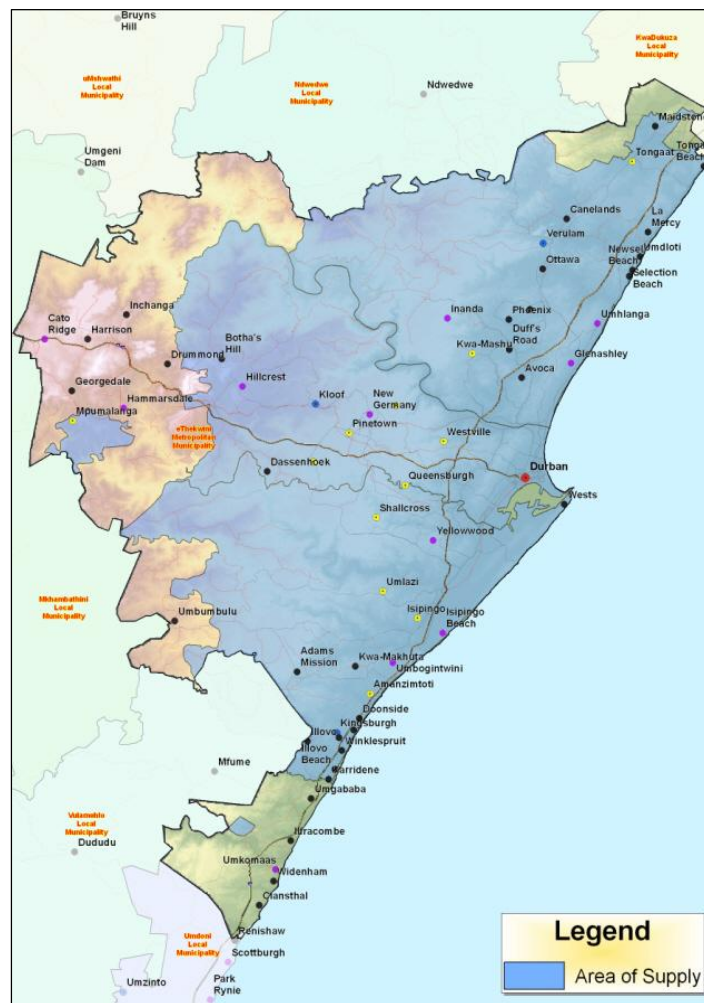 Bruyns
Hill
KwaDukuza
Local
Municipality
uMshwathi
Local
Municipality
Ndwedwe
Local
Municipality
Ndwedwe
Maidstone
Umgeni
Dam
Tongaat
Tongaat
Beach
Canelands
La
Mercy
Verulam
Newsel
Beach
Umdloti
Ottawa
Selection
Beach
Inchanga
Cato
Ridge
Harrison
Inanda
Phoenix
Umhlanga
Duff's
Road
Botha's
Hill
Drummond
Kwa-Mashu
Glenashley
Georgedale
Hillcrest
Avoca
Mpumalanga
Hammarsdale
Kloof
New
Germany
eThekwini
Metropolitan
Municipality
Pinetown
Westville
Dassenhoek
Durban
Queensburgh
Wests
Shallcross
Yellowwood
Umlazi
Mkhambathini
Local
Municipality
Umbumbulu
Isipingo
Isipingo
Beach
Adams
Mission
Kwa-Makhuta
Umbogintwini
Amanzimtoti
Doonside
Illovo
Kingsburgh
Illovo
Beach
Winklespruit
Karridene
Mfume
Umgababa
Vulamehlo
Local
Municipality
Dududu
Ilfracombe
Umkomaas
Widenham
Clansthal
Umdoni
Local
Municipality
Renishaw
Scottburgh
Umzinto
Park
Rynie
Legend
Area of Supply